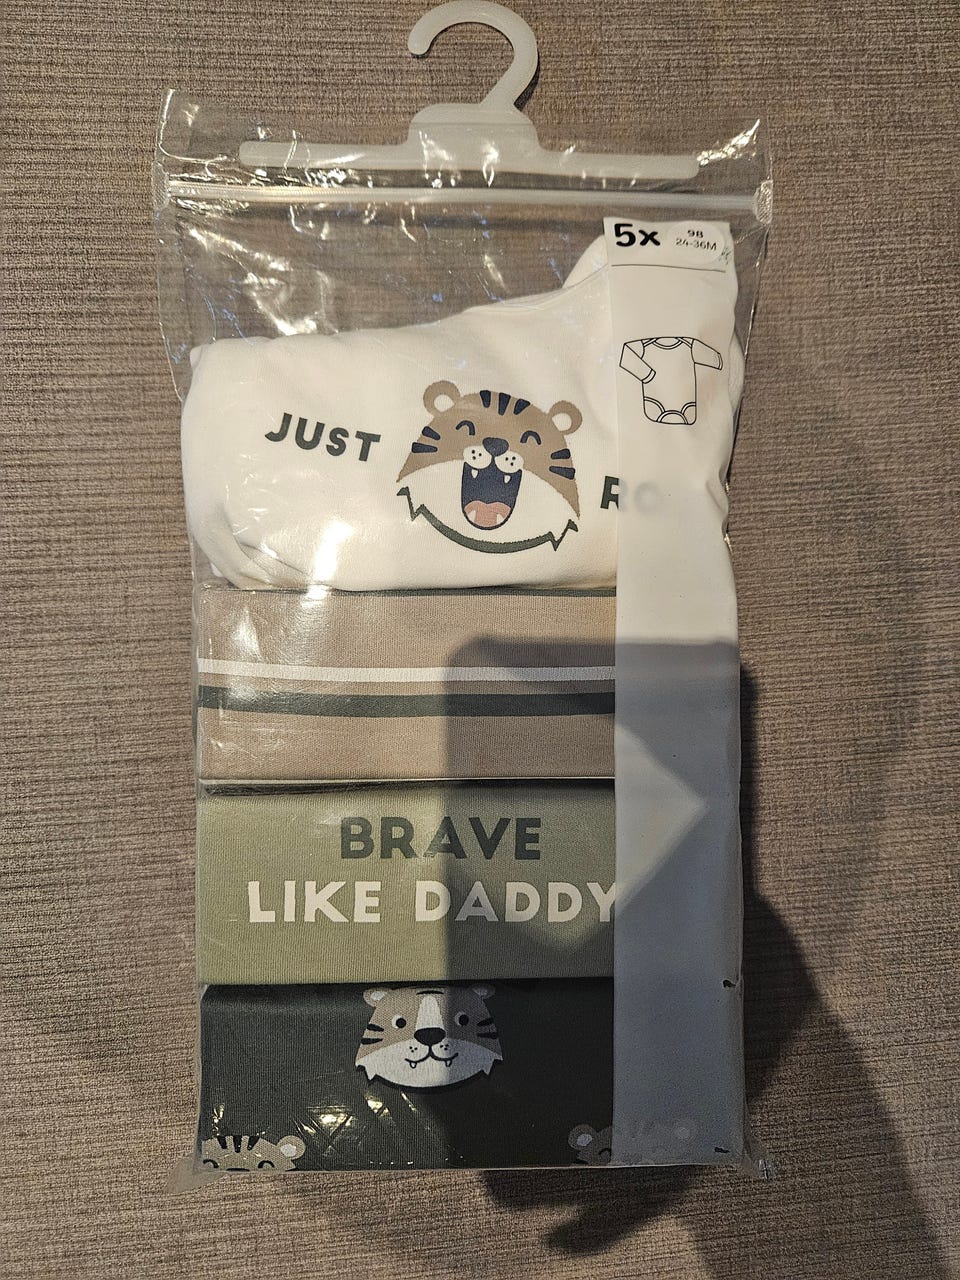 5x
98
24-36M
JUST
BRAVE
LIKE DADDY